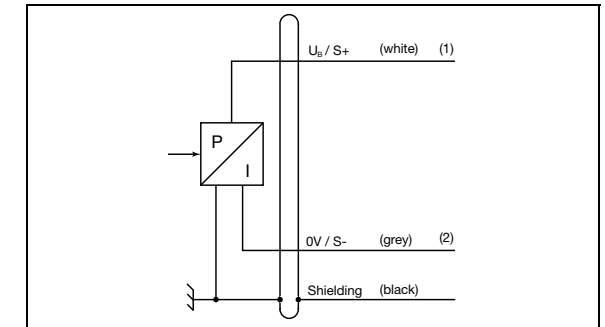 U_B / S+ (white) (1)
P
I
0V / S- (grey) (2)
Shielding (black)